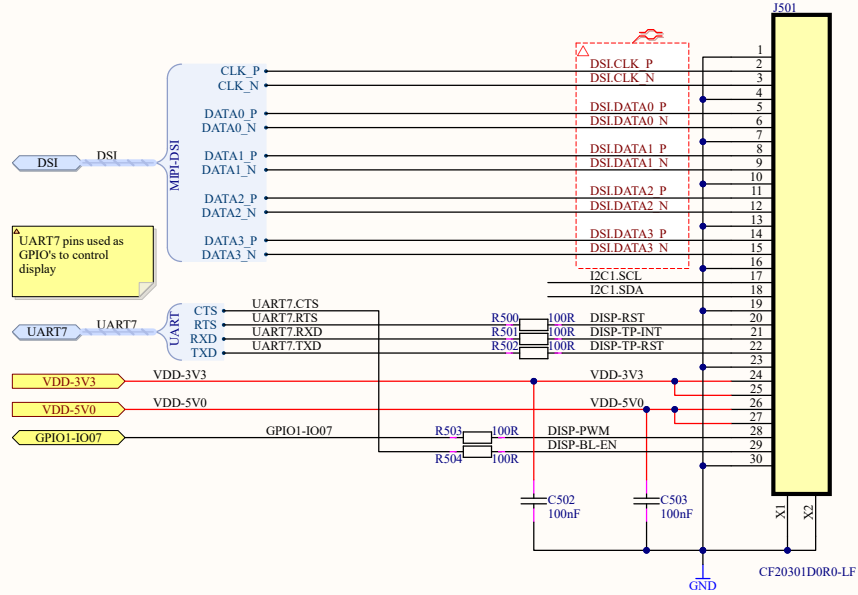 J501
1
CLK_P DSI.CLK_P 2
CLK_N DSI.CLK_N 3
4
DATA0_P DSI.DATA0_P 5
DATA0_N DSI.DATA0_N 6
7
DSI DSI MIPI-DSI DATA1_P DSI.DATA1_P 8
DATA1_N DSI.DATA1_N 9
10
DATA2_P DSI.DATA2_P 11
DATA2_N DSI.DATA2_N 12
13
DATA3_P DSI.DATA3_P 14
DATA3_N DSI.DATA3_N 15
UART7 pins used as
GPIO's to control
display
16
I2C1.SCL 17
I2C1.SDA 18
19
UART7 UART7 UART
CTS UART7.CTS
RTS UART7.RTS R500 100R DISP-RST 20
RXD UART7.RXD R501 100R DISP-TP-INT 21
TXD UART7.TXD R502 100R DISP-TP-RST 22
23
VDD-3V3 VDD-3V3 VDD-3V3 24
25
VDD-5V0 VDD-5V0 VDD-5V0 26
27
GPIO1-IO07 GPIO1-IO07 R503 100R DISP-PWM 28
R504 100R DISP-BL-EN 29
30
C502
100nF
C503
100nF
X1
X2
GND
CF20301D0R0-LF